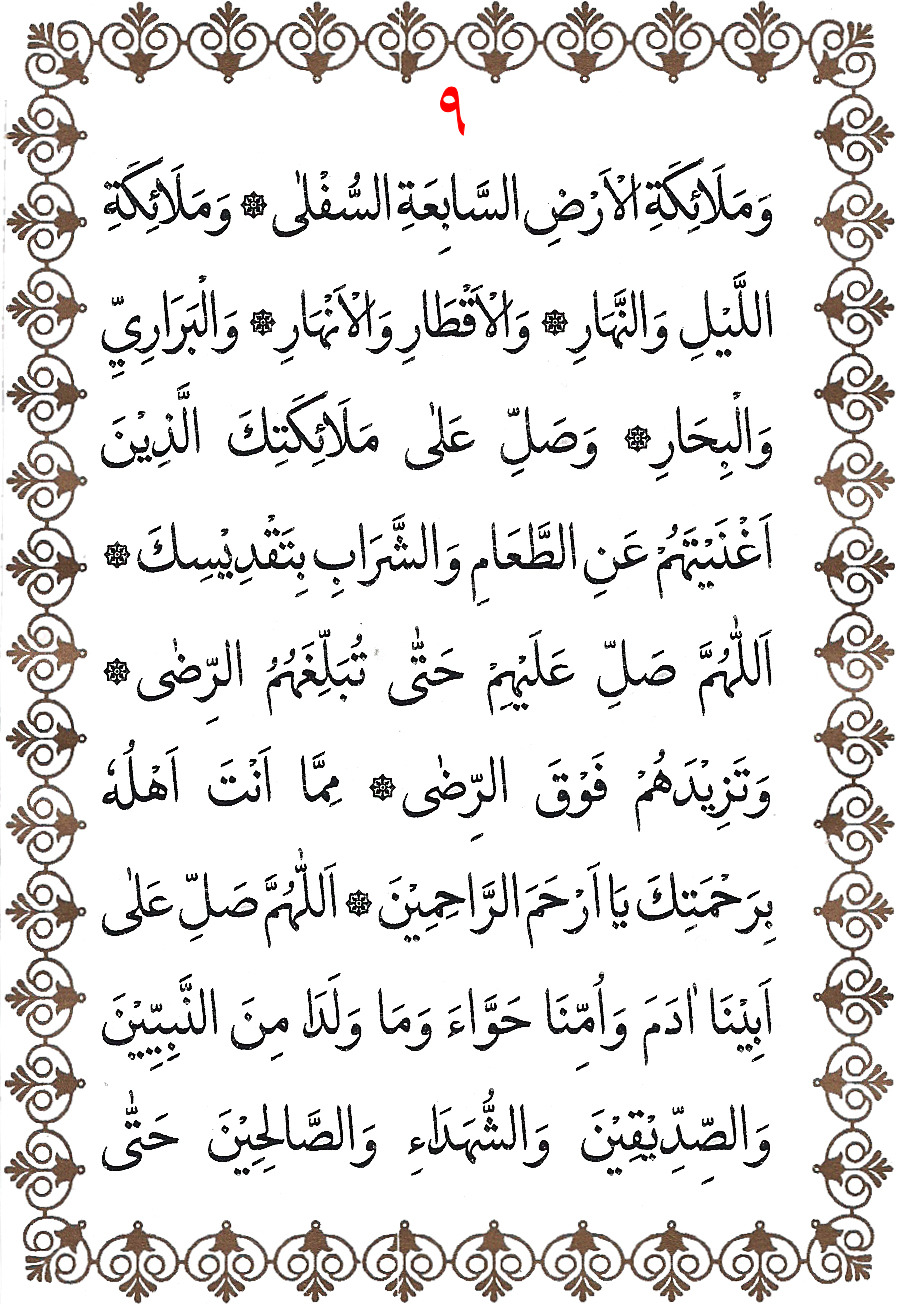 ٩
وَمَلَائِكَةِ الْاَرْضِ السَّابِعَةِ السُّفْلٰى ۞ وَمَلَائِكَةِ
اللَّيْلِ وَالنَّهَارِ ۞ وَالْاَقْطَارِ وَالْاَنْهَارِ ۞ وَالْبَرَارِيِّ
وَالْبِحَارِ ۞ وَصَلِّ عَلٰى مَلَائِكَتِكَ الَّذِيْنَ
اَغْنَيْتَهُمْ عَنِ الطَّعَامِ وَالشَّرَابِ بِتَقْدِيْسِكَ ۞
اَللّٰهُمَّ صَلِّ عَلَيْهِمْ حَتّٰى تُبَلِّغَهُمُ الرِّضٰى ۞
وَتَزِيْدَهُمْ فَوْقَ الرِّضٰى ۞ مِمَّا اَنْتَ اَهْلُهٗ
بِرَحْمَتِكَ يَا اَرْحَمَ الرَّاحِمِيْنَ ۞ اَللّٰهُمَّ صَلِّ عَلٰى
اَبِيْنَا اٰدَمَ وَاُمِّنَا حَوَّاءَ وَمَا وَلَدَا مِنَ النَّبِيِّيْنَ
وَالصِّدِّيْقِيْنَ وَالشُّهَدَاءِ وَالصَّالِحِيْنَ حَتّٰى